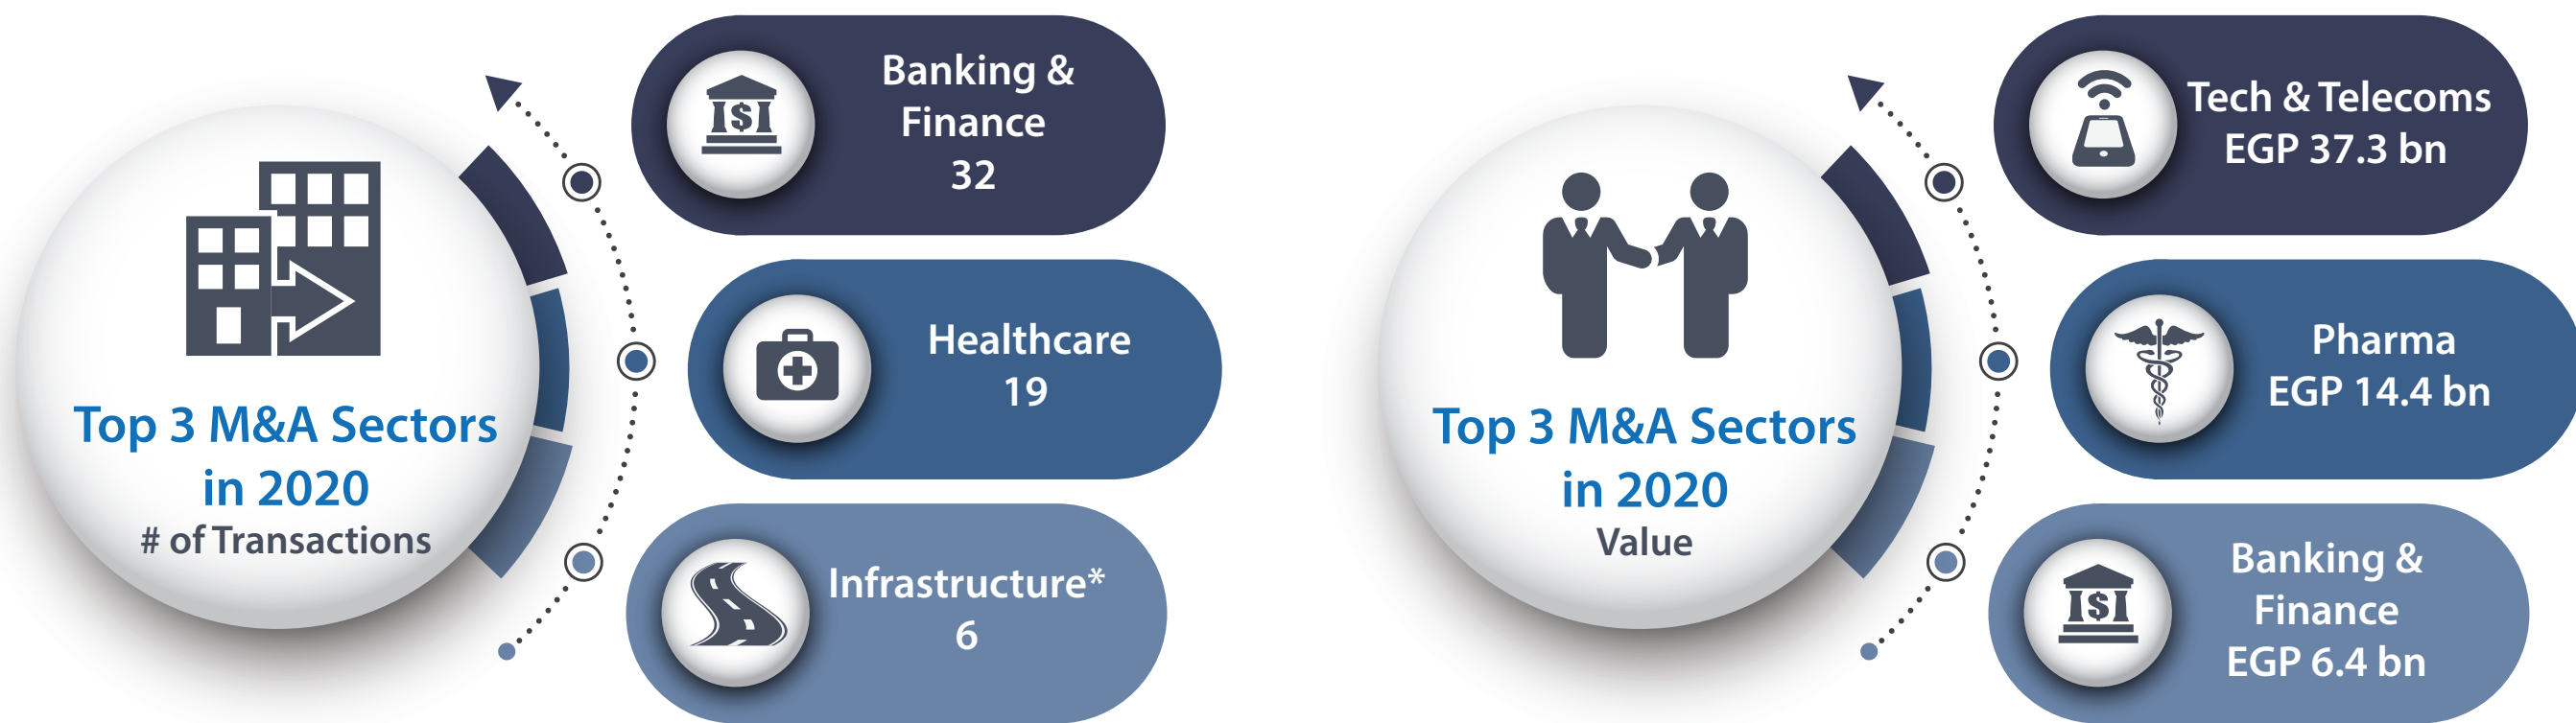 Top 3 M&A Sectors
in 2020
# of Transactions
Banking &
Finance
32
Healthcare
19
Infrastructure*
6
Top 3 M&A Sectors
in 2020
Value
Tech & Telecoms
EGP 37.3 bn
Pharma
EGP 14.4 bn
Banking &
Finance
EGP 6.4 bn